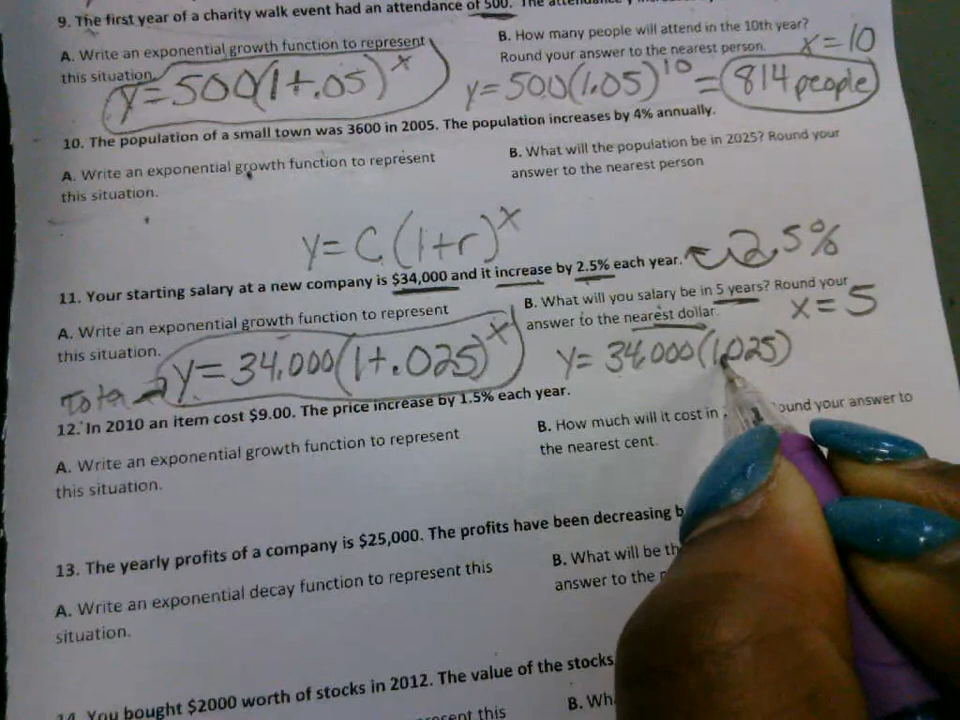 9. The first year of a charity walk event had an attendance of 500. The
A. Write an exponential growth function to represent
this situation.
y=500(1+.05)^x
B. How many people will attend in the 10th year?
Round your answer to the nearest person.
x=10
y=500(1.05)^10 = 814 people
10. The population of a small town was 3600 in 2005. The population increases by 4% annually.
A. Write an exponential growth function to represent
this situation.
B. What will the population be in 2025? Round your
answer to the nearest person
y=C(1+r)^x
11. Your starting salary at a new company is $34,000 and it increase by 2.5% each year.
2.5%
A. Write an exponential growth function to represent
this situation.
y=34,000(1+.025)^x
B. What will you salary be in 5 years? Round your
answer to the nearest dollar.
x=5
y=34,000(1.025)
12. In 2010 an item cost $9.00. The price increase by 1.5% each year.
A. Write an exponential growth function to represent
this situation.
B. How much will it cost in your answer to
the nearest cent.
13. The yearly profits of a company is $25,000. The profits have been decreasing
A. Write an exponential decay function to represent this
situation.
B. What will be
answer to the
14. You bought $2000 worth of stocks in 2012. The value of the stocks
this
B.